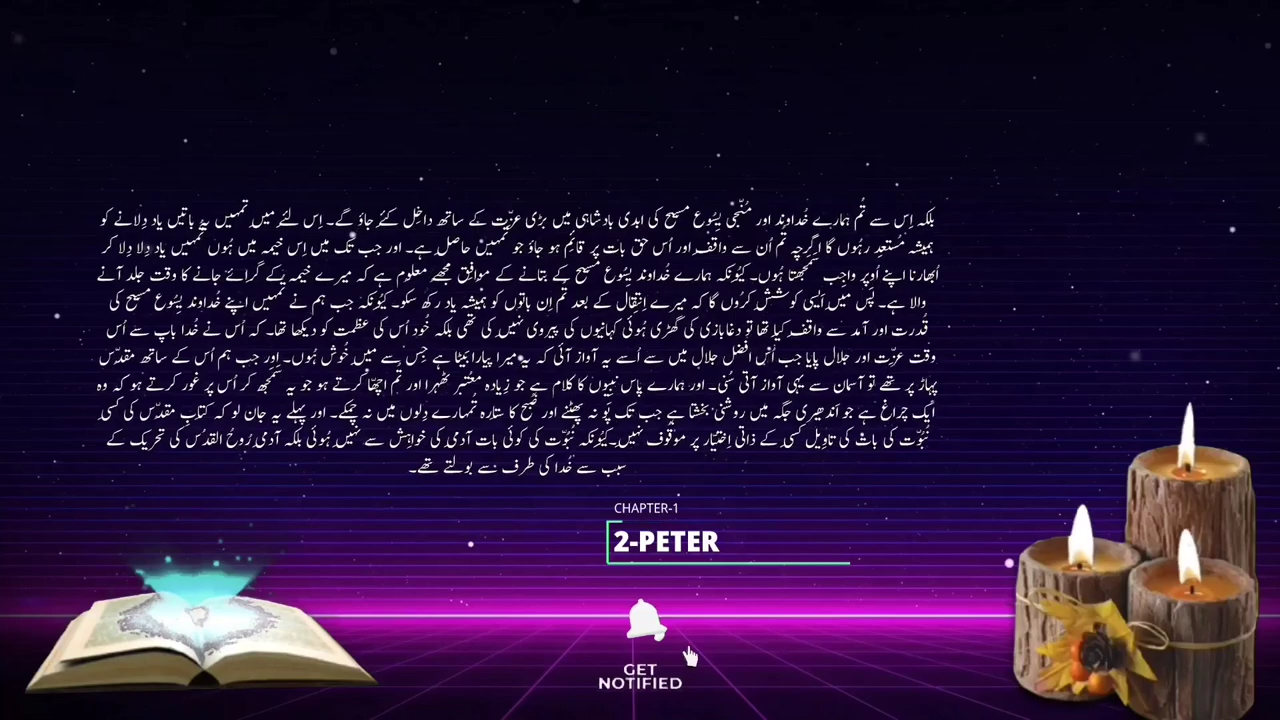 بلکہ اِس سے تُم ہمارے خُداوند اور مُنّجی یِسُوع مسِیح کی ابدی بادشاہی میں بڑی عِزّت کے ساتھ داخِل کِئے جاؤ گے۔ اِس لِئے مَیں تُمہیں یہ باتیں یاد دِلانے کو
ہمیشہ مُستعِد رہُوں گا اگرچہ تُم اُن سے واقِف اور اُس حق بات پر قائِم ہو جاؤ جو تُمہیں حاصِل ہے۔ اور جب تک مَیں اِس خَیمہ میں ہُوں تُمہیں یاد دِلا دِلا کر
اُبھارنا اپنے اُوپر واجِب سمجھتا ہُوں۔ کیونکہ ہمارے خُداوند یِسُوع مسِیح کے بتانے کے مُوافِق مُجھے معلُوم ہے کہ میرے خَیمہ کے گِرائے جانے کا وقت جلد آنے
والا ہے۔ پس مَیں اَیسی کوشِش کرُوں گا کہ میرے اِنتِقال کے بعد تُم اِن باتوں کو ہمیشہ یاد رکھ سکو۔ کیونکہ جب ہم نے تُمہیں اپنے خُداوند یِسُوع مسِیح کی
قُدرت اور آمد سے واقِف کیا تھا تو دغابازی کی گھڑی ہُوئی کہانیوں کی پَیروی نہیں کی تھی بلکہ خُود اُس کی عظمت کو دیکھا تھا۔ کہ اُس نے خُدا باپ سے اُس
وقت عِزّت اور جلال پایا جب اُس افضل جلال میں سے اُسے یہ آواز آئی کہ یہ میرا پیارا بیٹا ہے جِس سے مَیں خُوش ہُوں۔ اور جب ہم اُس کے ساتھ مُقدّس
پہاڑ پر تھے تو آسمان سے یہی آواز آتی سُنی۔ اور ہمارے پاس نبِیوں کا کلام ہے جو زِیادہ مُعتبر ٹھہرا اور تُم اچّھا کرتے ہو جو یہ سمجھ کر اُس پر غَور کرتے ہو کہ وہ
ایک چراغ ہے جو اندھیری جگہ میں روشنی بخشتا ہے جب تک پَو نہ پھٹے اور صُبح کا ستارہ تُمہارے دِلوں میں نہ چمکے۔ اور پہلے یہ جان لو کہ کِتابِ مُقدّس کی کِسی
نبُوّت کی بات کی تاوِیل کِسی کے ذاتی اِختیار پر مَوقُوف نہیں۔ کیونکہ نبُوّت کی کوئی بات آدمی کی خواہِش سے نہیں ہُوئی بلکہ آدمی رُوحُ القُدس کی تحرِیک کے
سبب سے خُدا کی طرف سے بولتے تھے۔
CHAPTER-1
2-PETER
GET
NOTIFIED